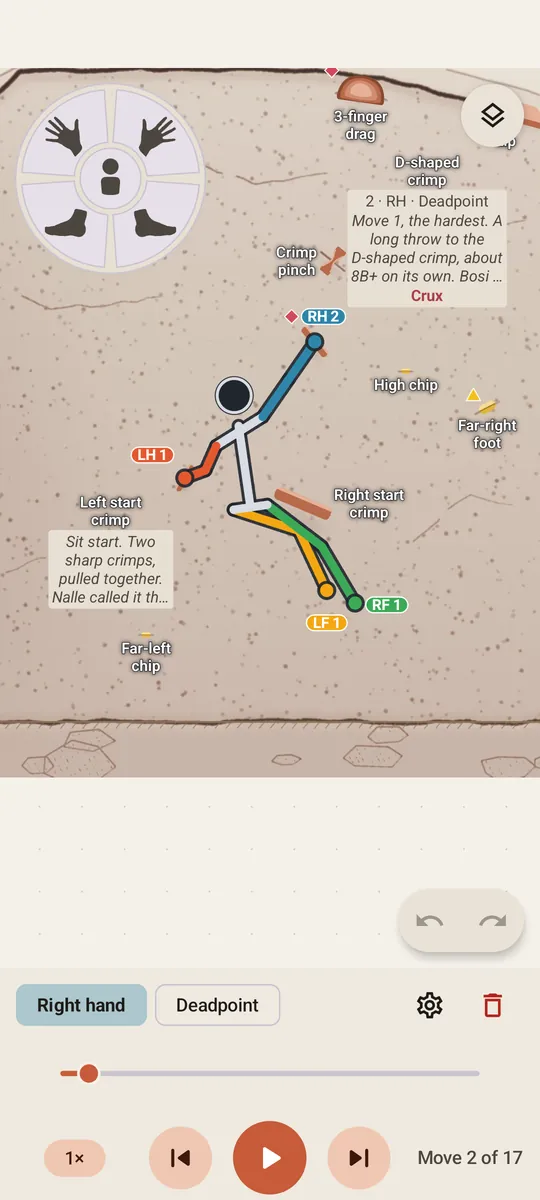 3-finger
drag
D-shaped
crimp
2 · RH · Deadpoint
Move 1, the hardest. A
long throw to the
D-shaped crimp, about
8B+ on its own. Bosi ...
Crux
Crimp
pinch
RH 2
High chip
Far-right
foot
LH 1
Left start
crimp
Right start
crimp
Sit start. Two
sharp crimps,
pulled together.
Nalle called it th...
RF 1
LF 1
Far-left
chip
Right hand
Deadpoint
1×
Move 2 of 17